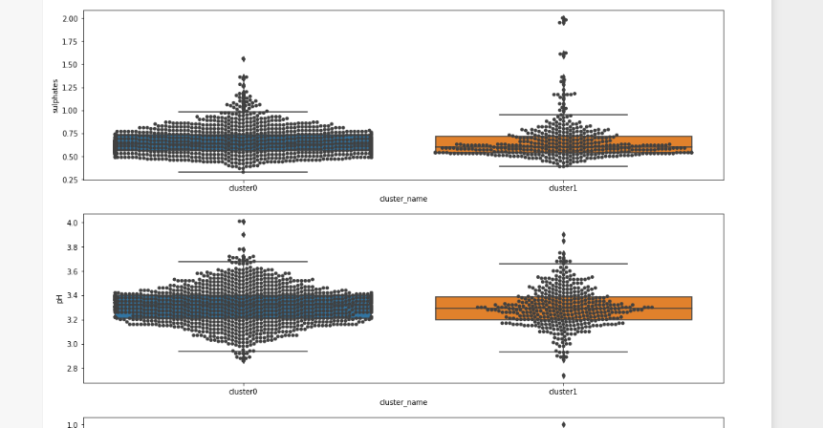 2.00
1.75
1.50
1.25
1.00
0.75
0.50
0.25
sulphates
cluster0 cluster1
cluster_name
4.0
3.8
3.6
3.4
3.2
3.0
2.8
pH
cluster0 cluster1
cluster_name
1.0